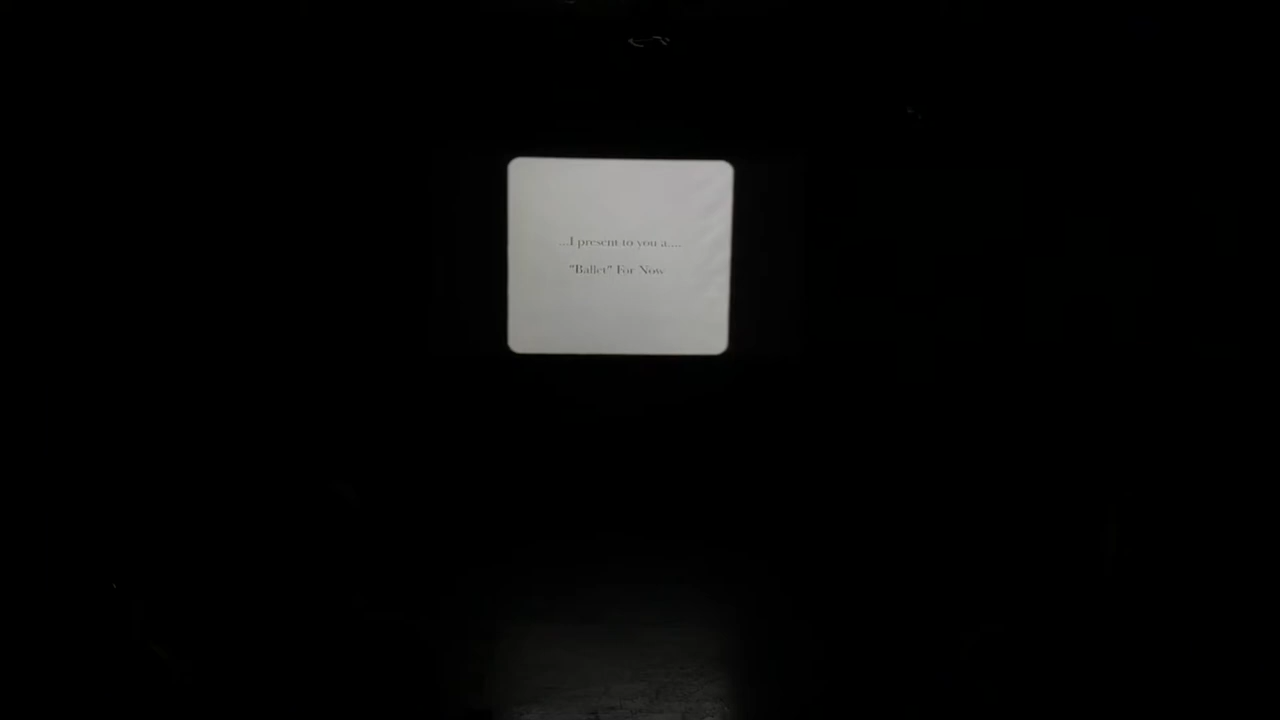 ...I present to you a....
"Ballet" For Now